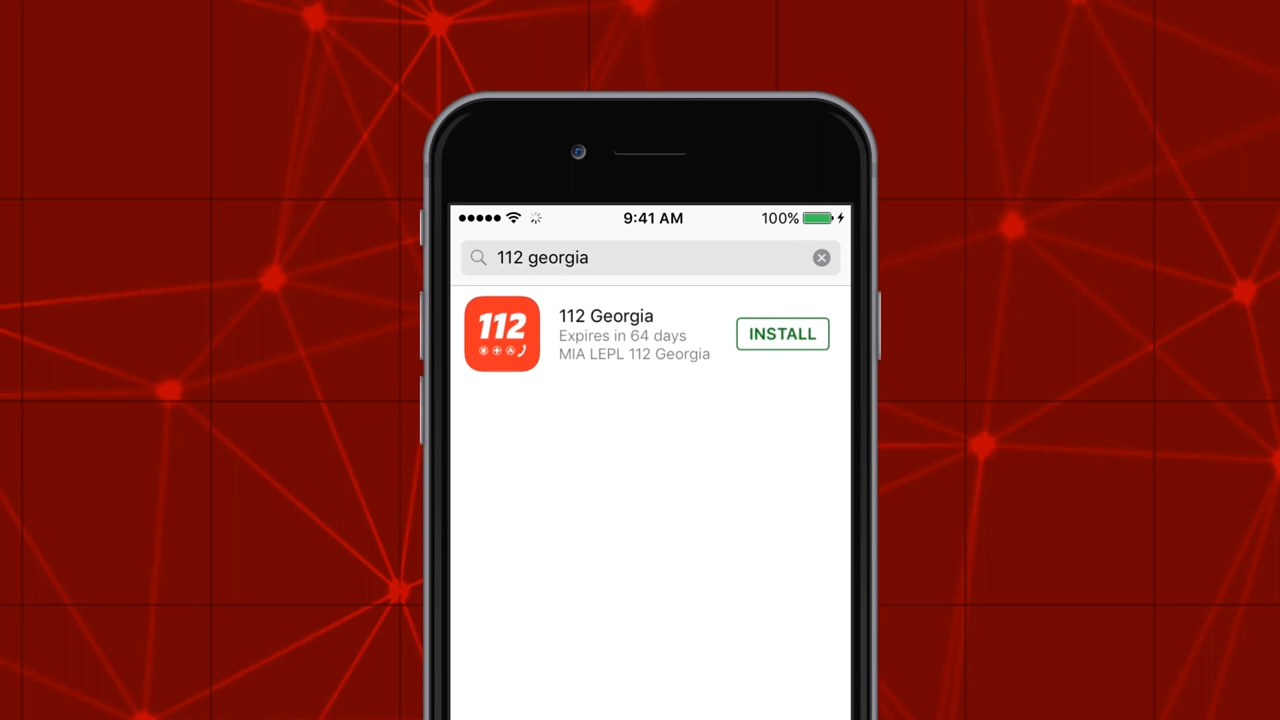 9:41 AM
100%
112 georgia
112
112 Georgia
Expires in 64 days
MIA LEPL 112 Georgia
INSTALL